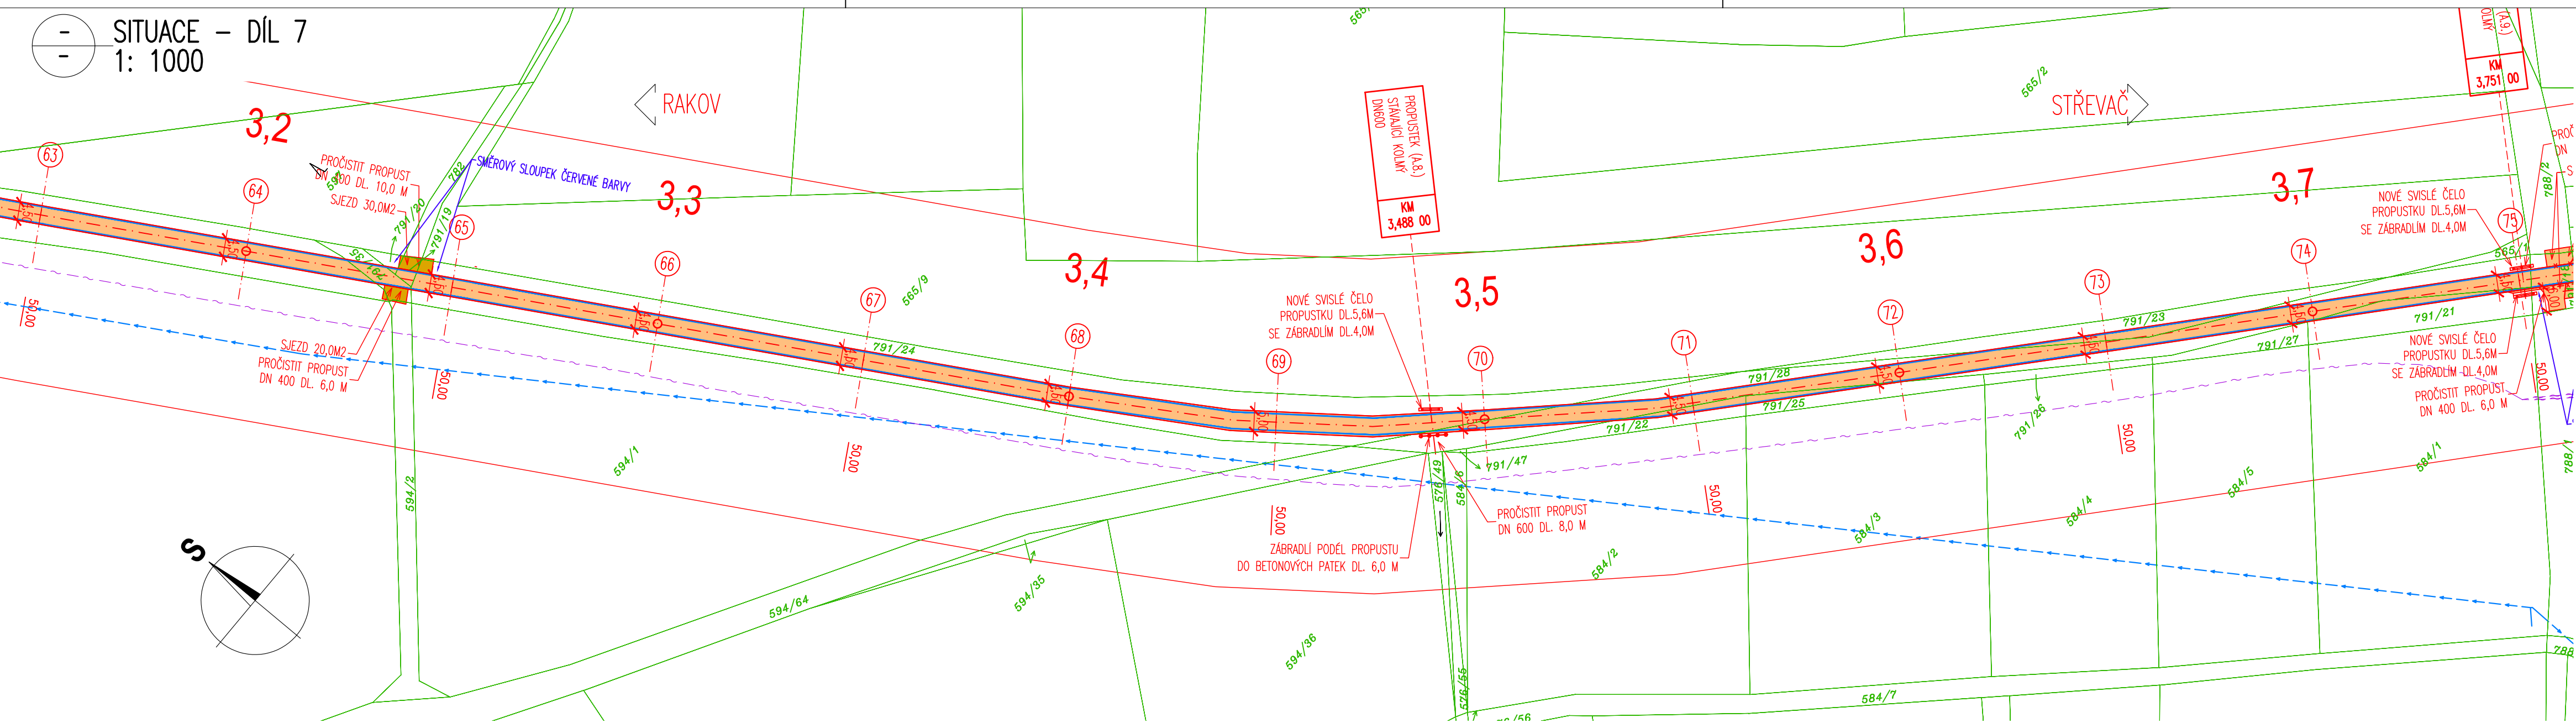 SITUACE - DÍL 7
1: 1000
RAKOV
STŘEVAČ
3,2
3,3
3,4
3,5
3,6
3,7
63
64
65
66
67
68
69
70
71
72
73
74
75
PROČISTIT PROPUST
DL. 10,0 M
SJEZD 30,0M2
SMĚROVÝ SLOUPEK ČERVENÉ BARVY
SJEZD 20,0M2
PROČISTIT PROPUST
DN 400 DL. 6,0 M
PROPUSTEK (A.8.)
STÁVAJÍCÍ KOLMÝ
DN600
KM
3,488 00
NOVÉ SVISLÉ ČELO
PROPUSTKU DL.5,6M
SE ZÁBRADLÍM DL.4,0M
PROČISTIT PROPUST
DN 600 DL. 8,0 M
ZÁBRADLÍ PODÉL PROPUSTU
DO BETONOVÝCH PATEK DL. 6,0 M
(A.9.)
KOLMÝ
KM
3,751 00
NOVÉ SVISLÉ ČELO
PROPUSTKU DL.5,6M
SE ZÁBRADLÍM DL.4,0M
NOVÉ SVISLÉ ČELO
PROPUSTKU DL.5,6M
SE ZÁBRADLÍM DL.4,0M
PROČISTIT PROPUST
DN 400 DL. 6,0 M
50,00
50,00
50,00
50,00
50,00
50,00
50,00
782
791/20
791/19
791/35
791/24
565/9
565/2
594/1
594/2
594/64
594/35
594/36
576/49
584/6
576/55
791/47
791/22
791/25
791/28
791/26
791/23
791/27
791/21
565/1
788/2
584/2
584/3
584/4
584/5
584/1
584/7
S